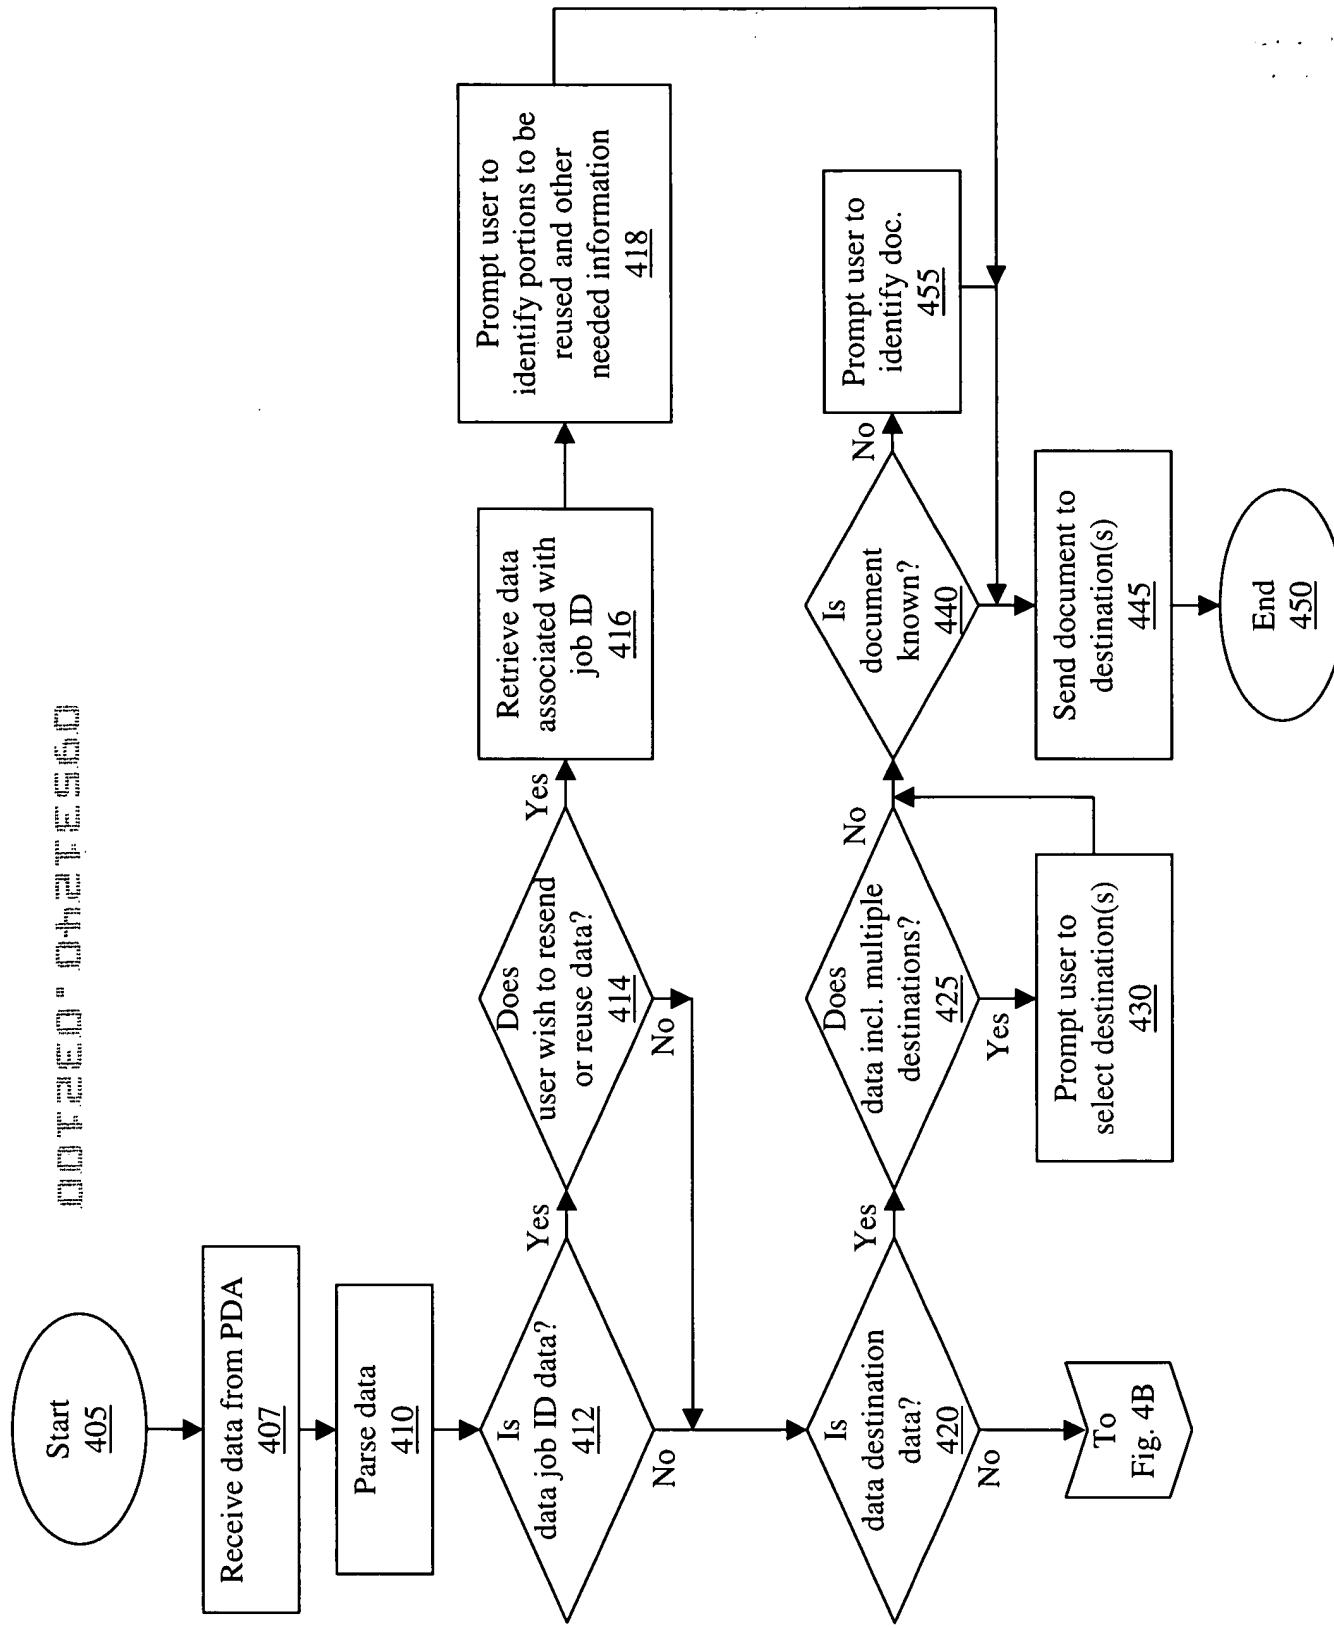 Start
405
Receive data from PDA
407
Parse data
410
Is
data job ID data?
412
Yes
No
Does
user wish to resend
or reuse data?
414
Yes
No
Retrieve data
associated with
job ID
416
Prompt user to
identify portions to be
reused and other
needed information
418
Is
data destination
data?
420
Yes
No
To
Fig. 4B
Does
data incl. multiple
destinations?
425
No
Yes
Prompt user to
select destination(s)
430
Is
document
known?
440
No
Prompt user to
identify doc.
455
Send document to
destination(s)
445
End
450